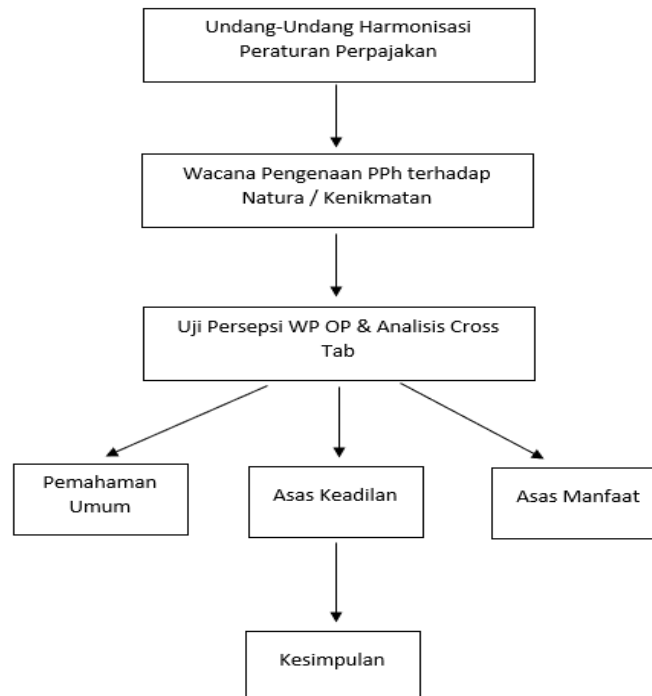 Undang-Undang Harmonisasi
Peraturan Perpajakan
Wacana Pengenaan PPh terhadap
Natura / Kenikmatan
Uji Persepsi WP OP & Analisis Cross
Tab
Pemahaman
Umum
Asas Keadilan
Asas Manfaat
Kesimpulan